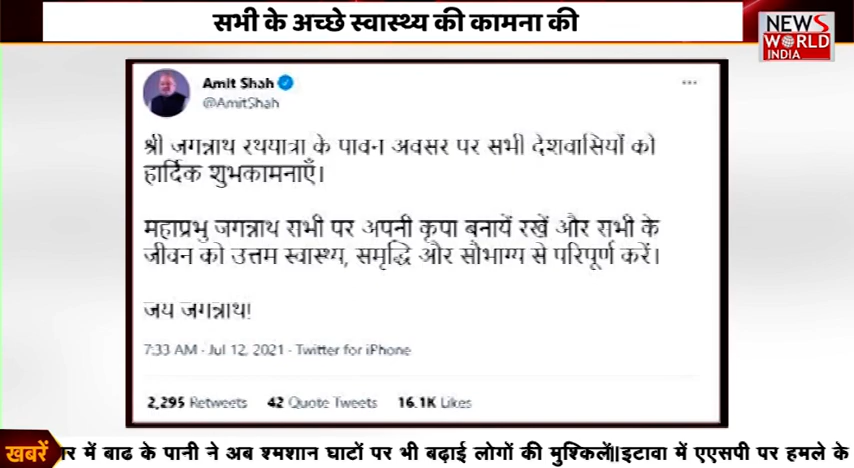 सभी के अच्छे स्वास्थ्य की कामना की
NEWS
WORLD
INDIA
Amit Shah
@AmitShah
श्री जगन्नाथ रथयात्रा के पावन अवसर पर सभी देशवासियों को
हार्दिक शुभकामनाएँ।
महाप्रभु जगन्नाथ सभी पर अपनी कृपा बनायें रखें और सभी के
जीवन को उत्तम स्वास्थ्य, समृद्धि और सौभाग्य से परिपूर्ण करें।
जय जगन्नाथ!
7:33 AM · Jul 12, 2021 · Twitter for iPhone
2,295 Retweets 42 Quote Tweets 16.1K Likes
खबरें में बाढ के पानी ने अब श्मशान घाटों पर भी बढ़ाई लोगों की मुश्किलें||इटावा में एएसपी पर हमले के